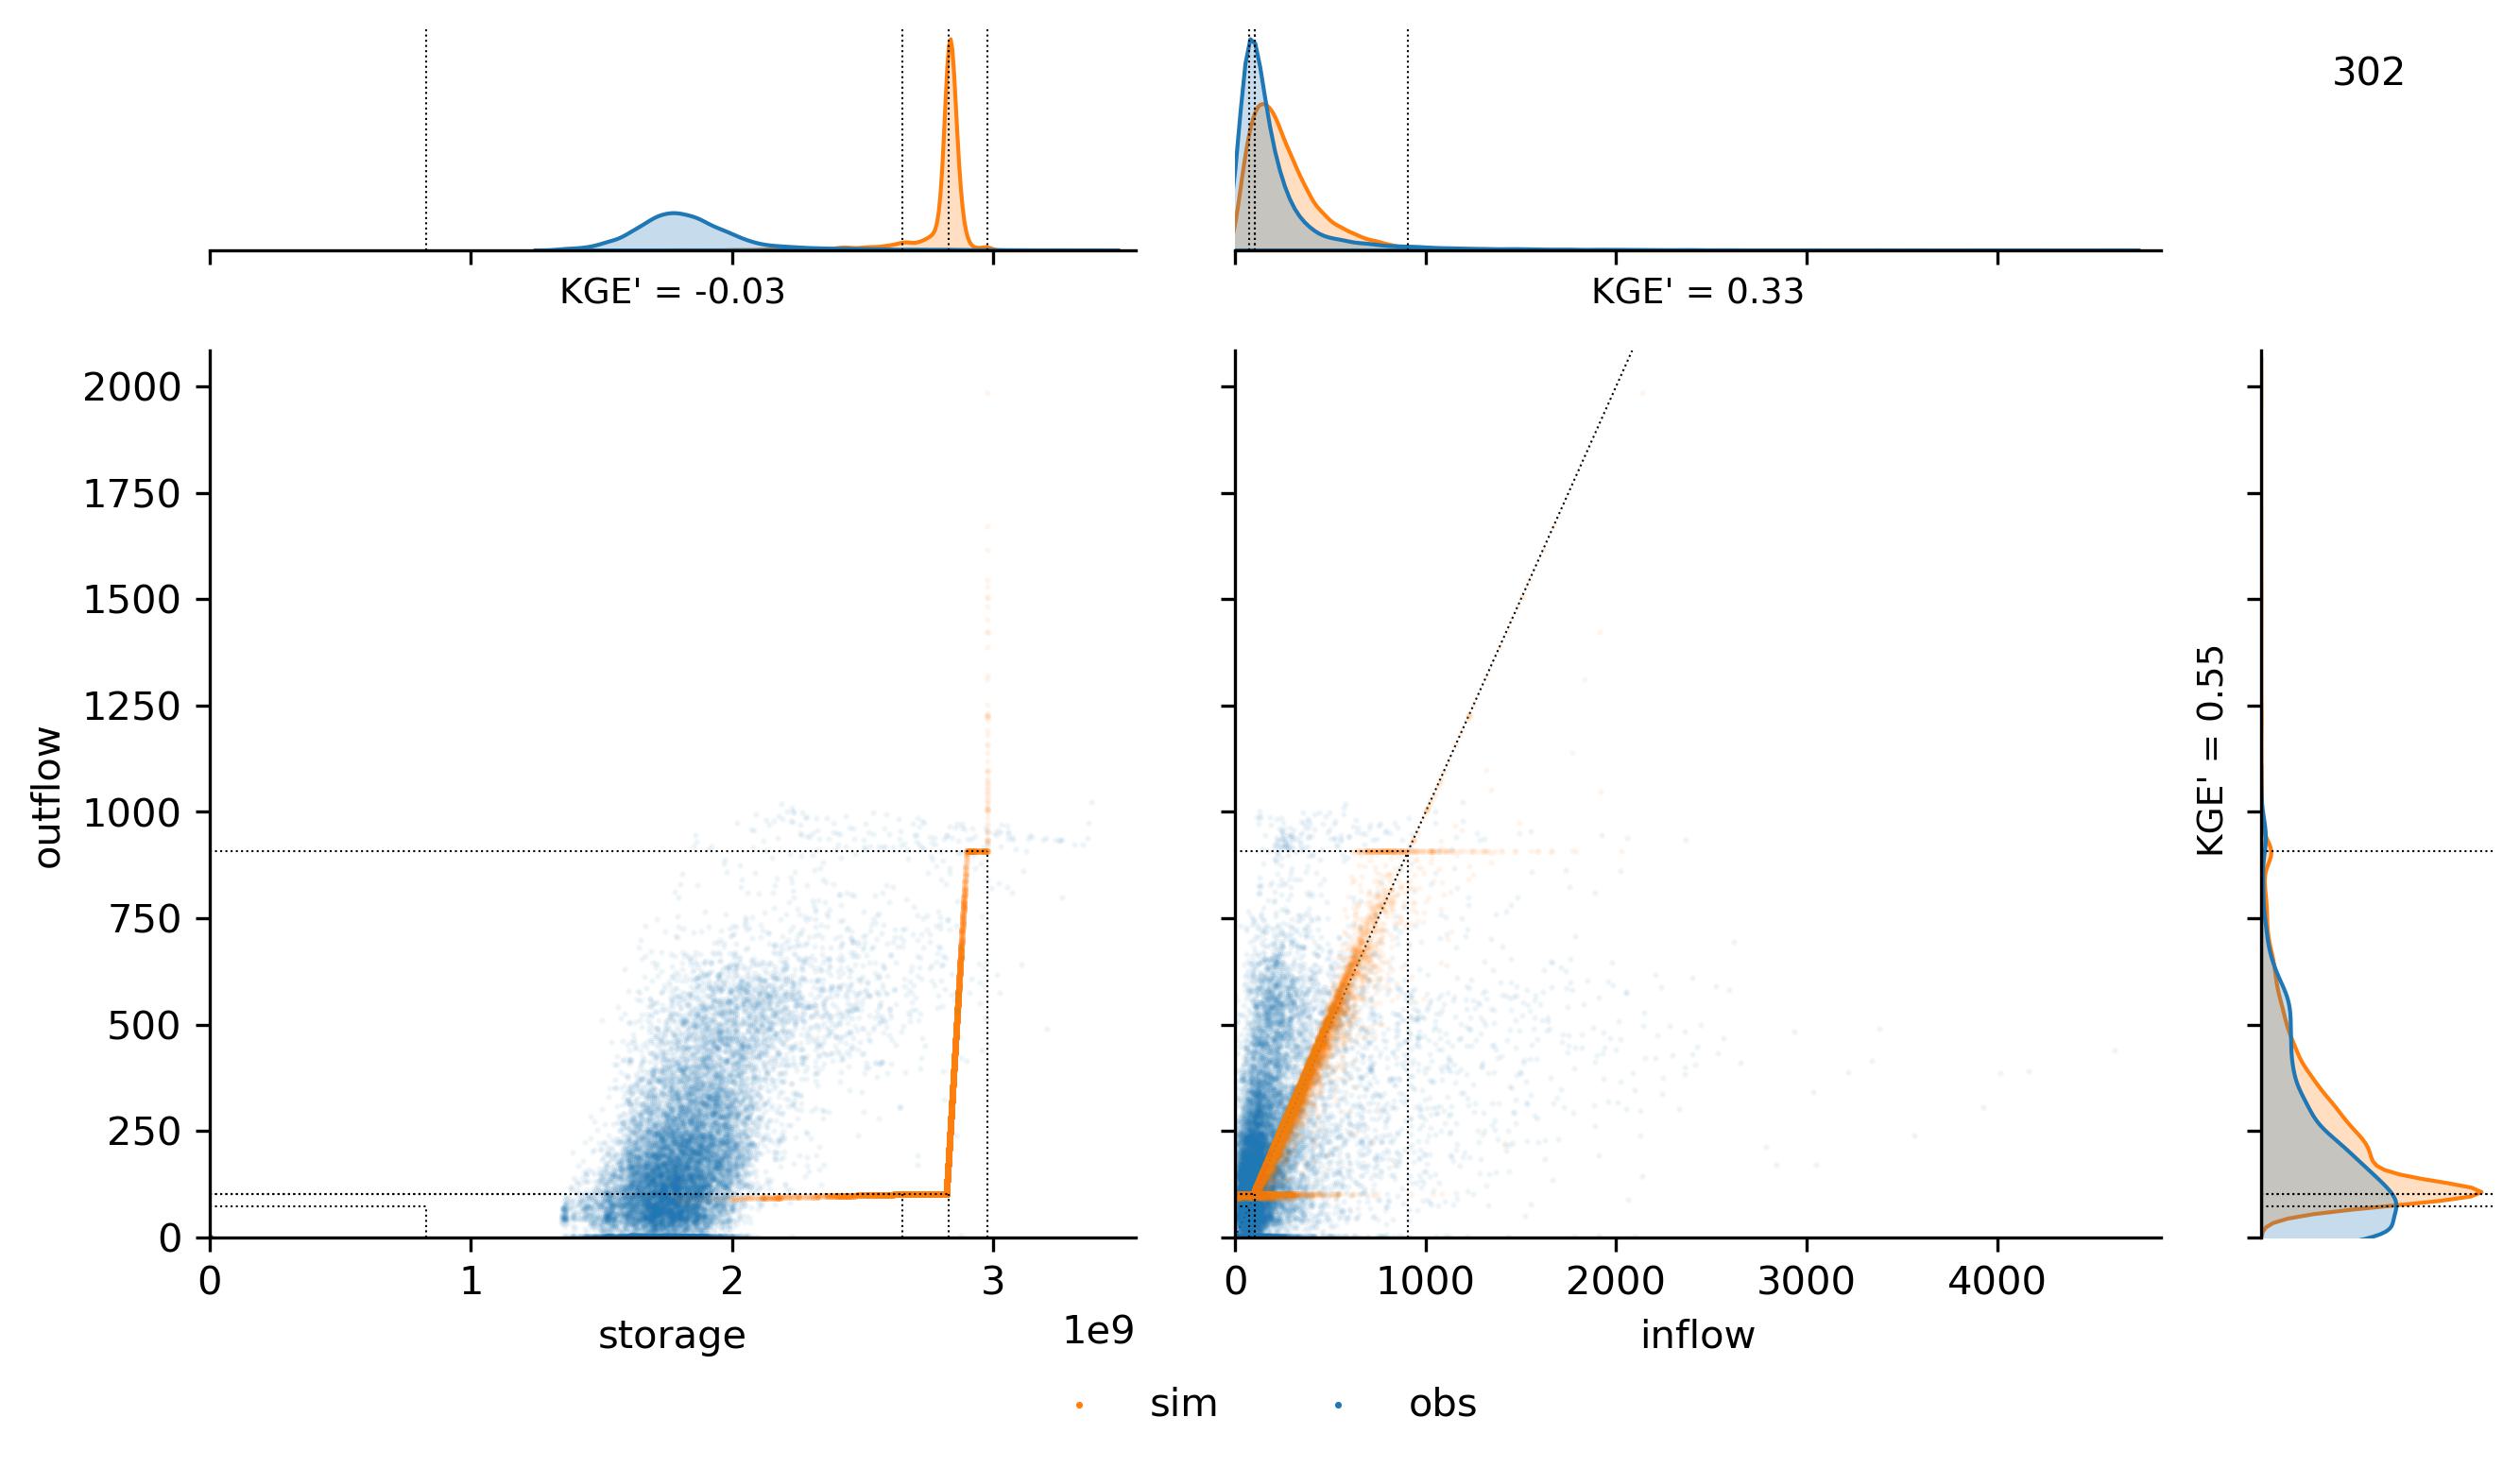 302
KGE' = -0.03
KGE' = 0.33
2000
1750
1500
1250
1000
750
500
250
0
outflow
KGE' = 0.55
0 1 2 3
0 1000 2000 3000 4000
storage
1e9
inflow
sim
obs